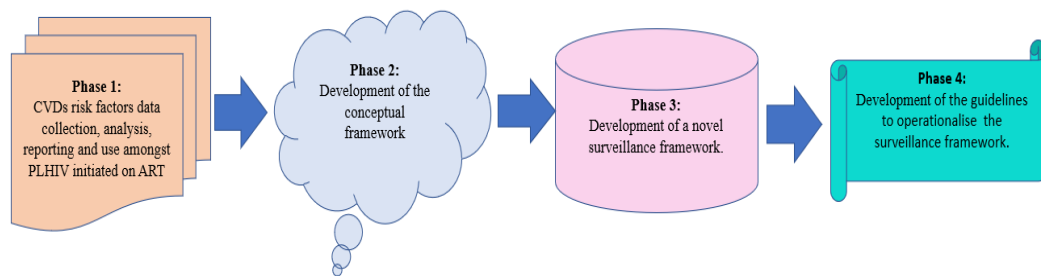 Phase 1:
CVDs risk factors data
collection, analysis,
reporting and use amongst
PLHIV initiated on ART
Phase 2:
Development of the
conceptual
framework
Phase 3:
Development of a novel
surveillance framework.
Phase 4:
Development of the guidelines
to operationalise the
surveillance framework.